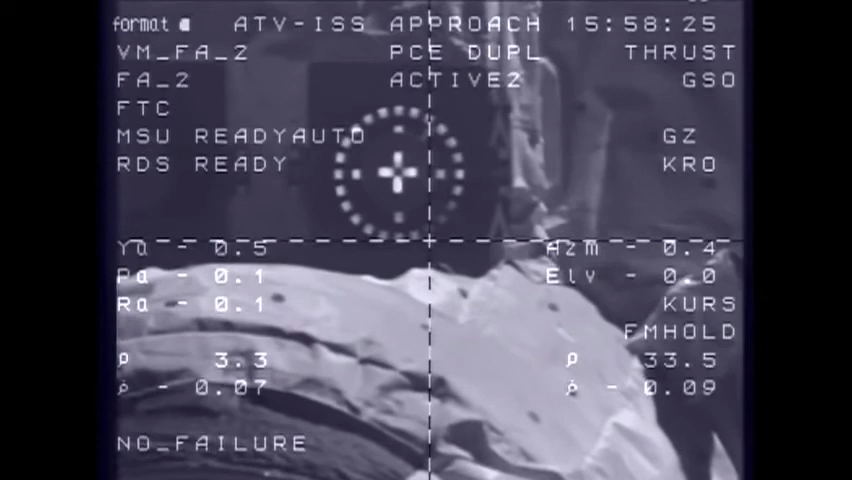 format ATV-ISS APPROACH 15:58:25
VM_FA_2 PCE DUPL THRUST
FA_2 ACTIVE2 GSO
FTC
MSU READYAUTO GZ
RDS READY KRO
Ya - 0.5 Azm - 0.4
Pa - 0.1 Elv - 0.0
Ra - 0.1 KURS
FMHOLD
ρ 3.3 ρ 33.5
ρ̇ - 0.07 ρ̇ - 0.09
NO_FAILURE